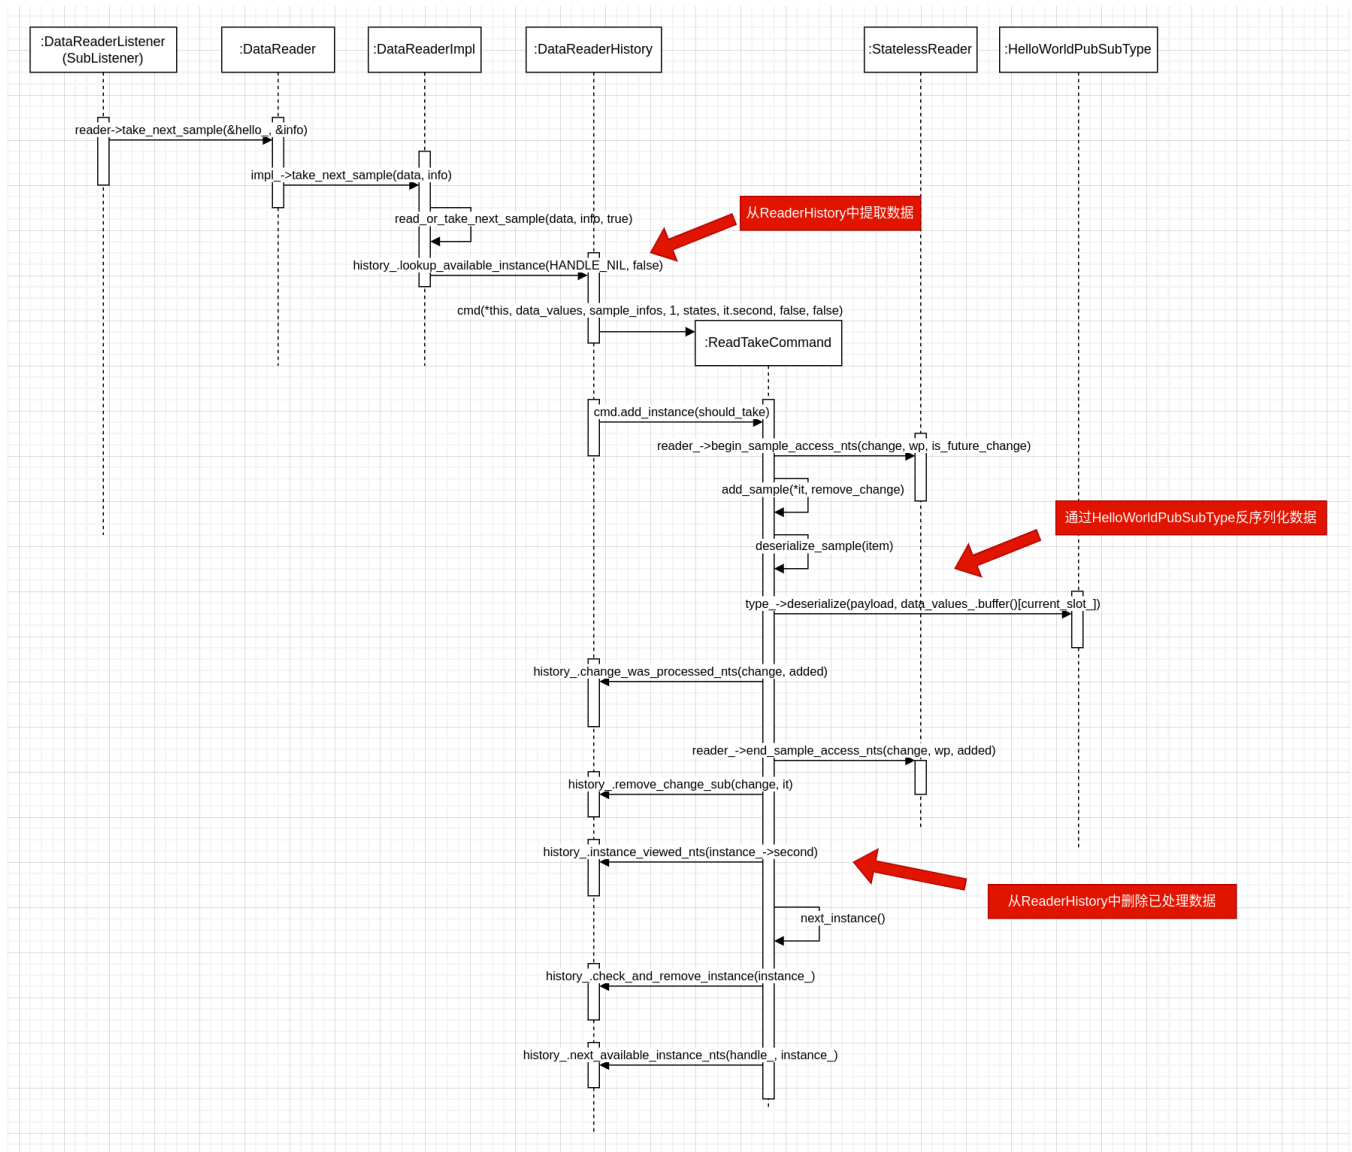 :DataReaderListener
(SubListener)
:DataReader
:DataReaderImpl
:DataReaderHistory
:StatelessReader
:HelloWorldPubSubType
reader->take_next_sample(&hello_, &info)
impl_->take_next_sample(data, info)
从ReaderHistory中提取数据
read_or_take_next_sample(data, info, true)
history_.lookup_available_instance(HANDLE_NIL, false)
cmd(*this, data_values, sample_infos, 1, states, it.second, false, false)
:ReadTakeCommand
cmd.add_instance(should_take)
reader_->begin_sample_access_nts(change, wp, is_future_change)
add_sample(*it, remove_change)
通过HelloWorldPubSubType反序列化数据
deserialize_sample(item)
type_->deserialize(payload, data_values_.buffer()[current_slot_])
history_.change_was_processed_nts(change, added)
reader_->end_sample_access_nts(change, wp, added)
history_.remove_change_sub(change, it)
history_.instance_viewed_nts(instance_->second)
从ReaderHistory中删除已处理数据
next_instance()
history_.check_and_remove_instance(instance_)
history_.next_available_instance_nts(handle_, instance_)